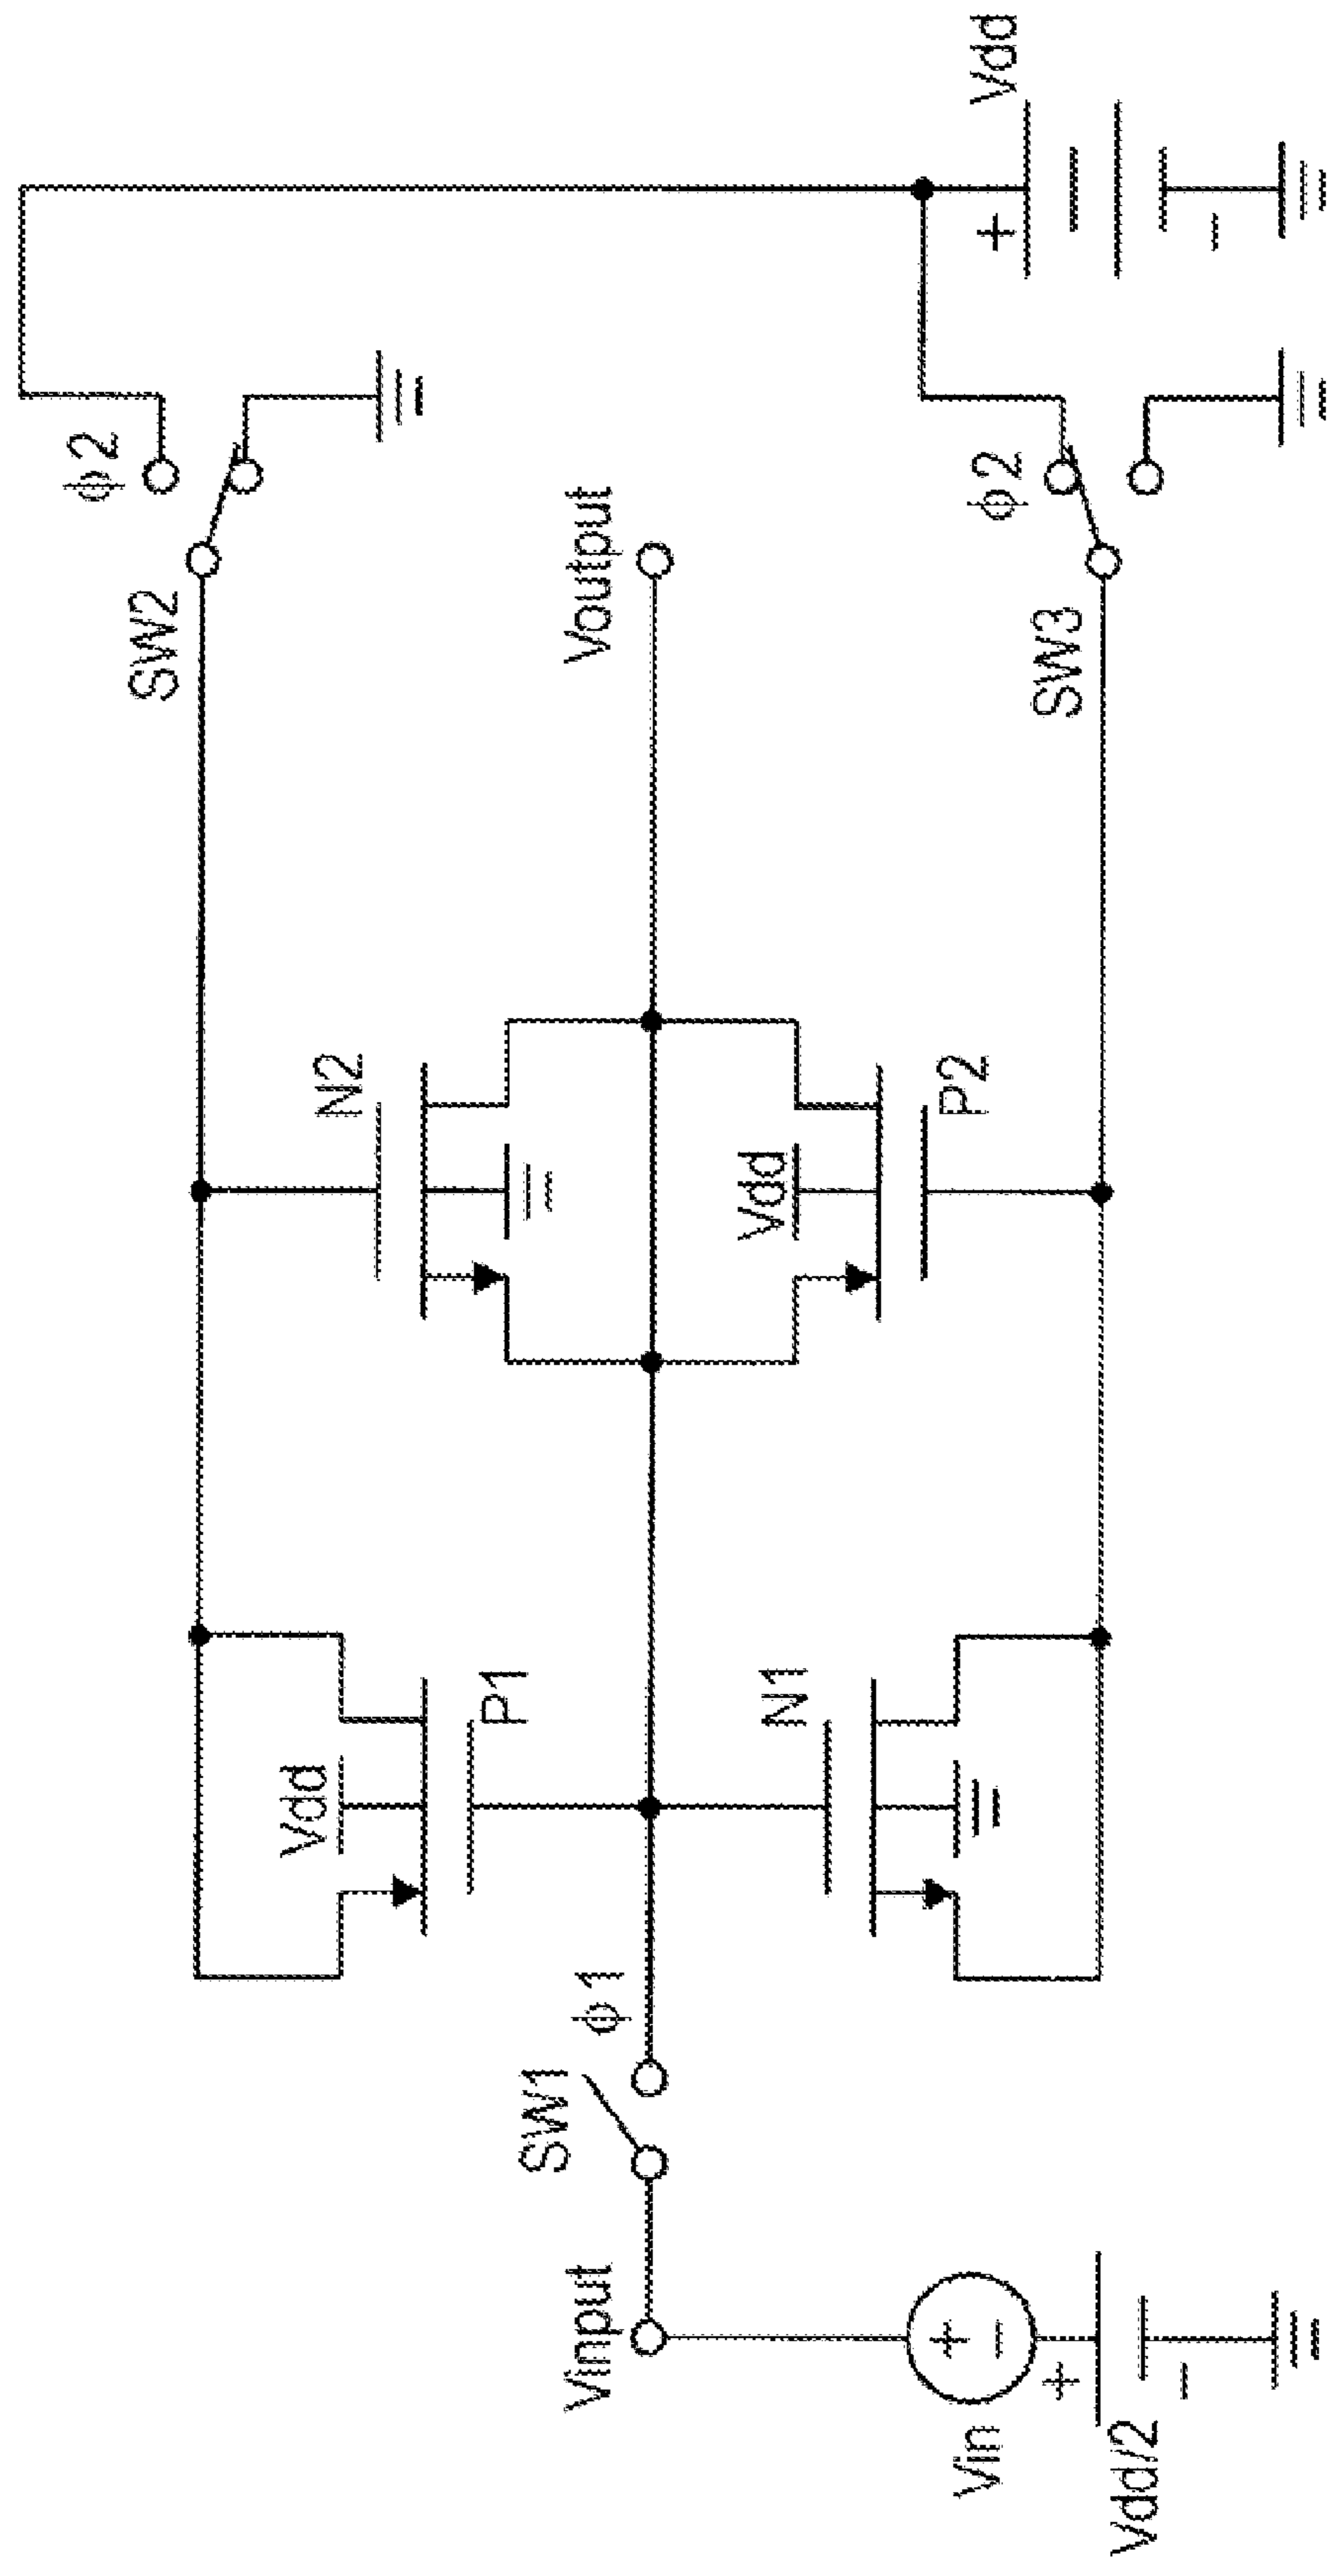 Vinput
Vin
+
−
+
−
Vdd/2
SW1
ϕ1
Vdd
P1
N1
N2
Vdd
P2
Voutput
SW2
ϕ2
SW3
ϕ2
Vdd
+
−